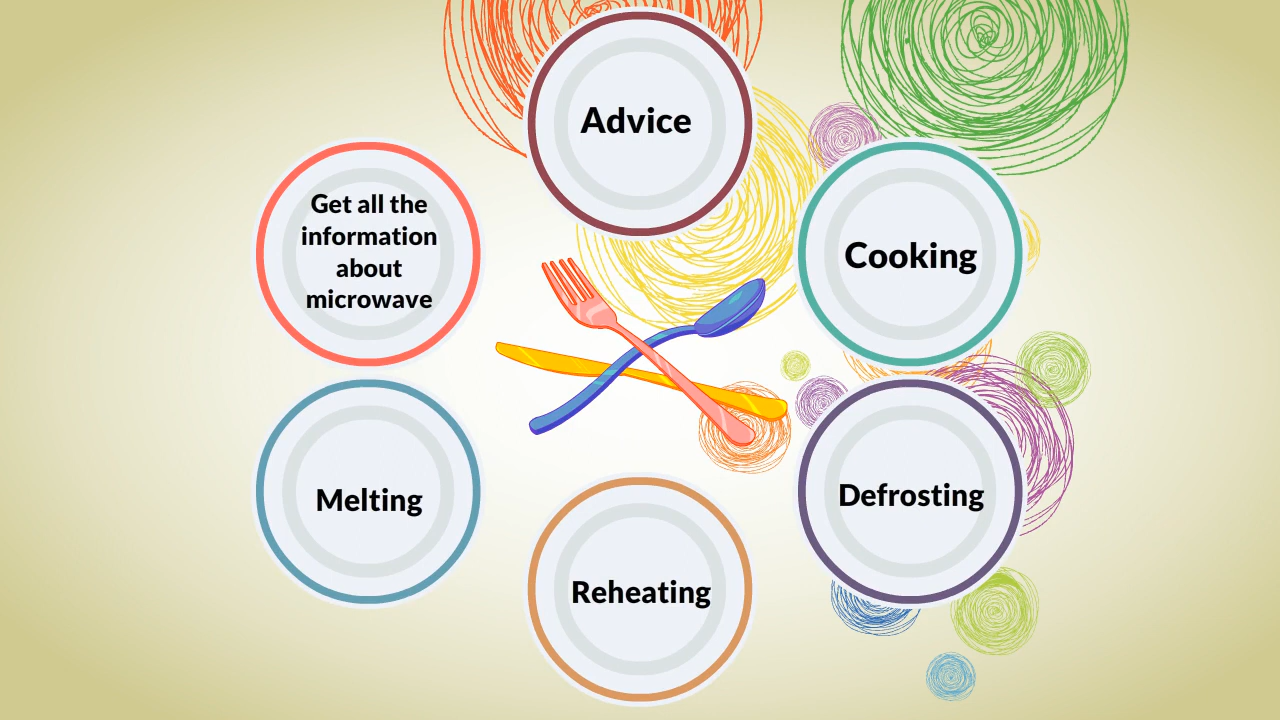 Advice
Get all the
information
about
microwave
Cooking
Melting
Defrosting
Reheating